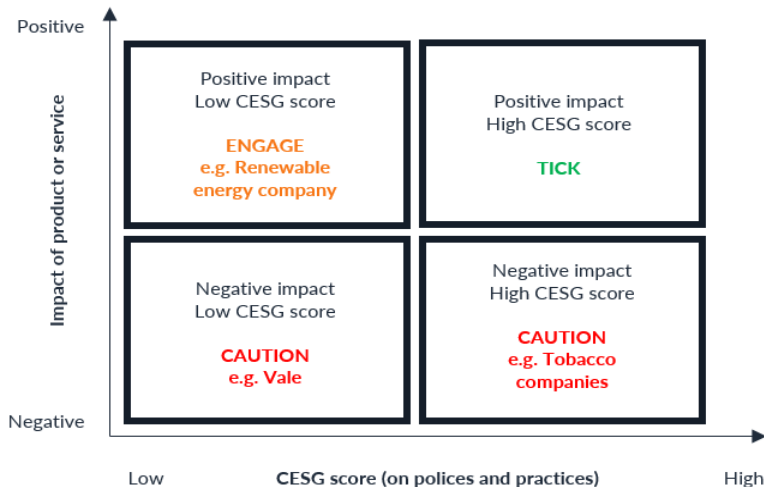 Positive
Impact of product or service
Positive impact
Low CESG score
ENGAGE
e.g. Renewable
energy company
Positive impact
High CESG score
TICK
Negative impact
Low CESG score
CAUTION
e.g. Vale
Negative impact
High CESG score
CAUTION
e.g. Tobacco
companies
Negative
Low
CESG score (on polices and practices)
High